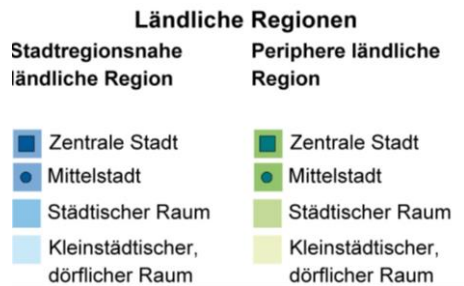 Ländliche Regionen
Stadtregionsnahe
ländliche Region
Zentrale Stadt
Mittelstadt
Städtischer Raum
Kleinstädtischer,
dörflicher Raum
Periphere ländliche
Region
Zentrale Stadt
Mittelstadt
Städtischer Raum
Kleinstädtischer,
dörflicher Raum